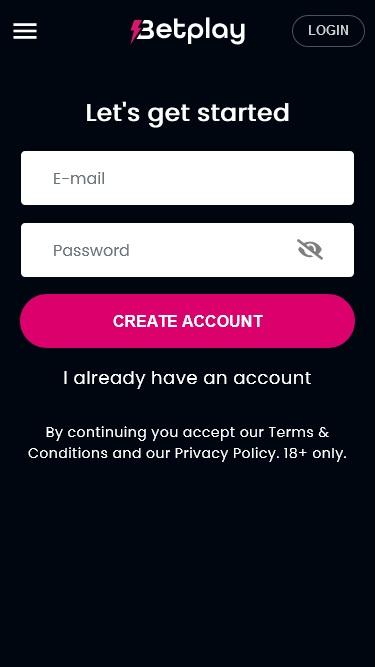 Betplay
LOGIN
Let's get started
E-mail
Password
CREATE ACCOUNT
I already have an account
By continuing you accept our Terms &
Conditions and our Privacy Policy. 18+ only.